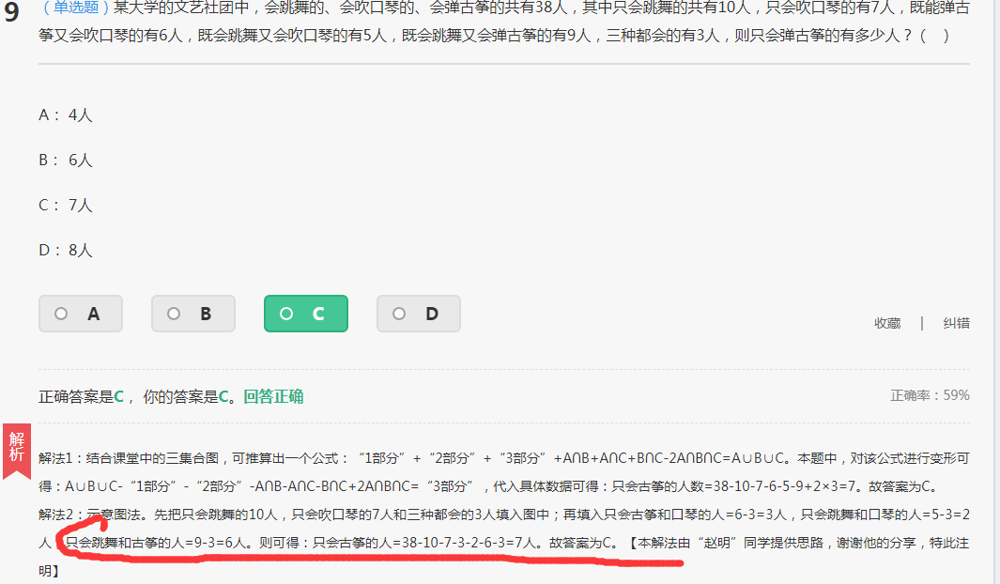 9
（单选题）某大学的文艺社团中，会跳舞的、会吹口琴的、会弹古筝的共有38人，其中只会跳舞的共有10人，只会吹口琴的有7人，既能弹古
筝又会吹口琴的有6人，既会跳舞又会吹口琴的有5人，既会跳舞又会弹古筝的有9人，三种都会的有3人，则只会弹古筝的有多少人？（ ）
A： 4人
B： 6人
C： 7人
D： 8人
A B C D
收藏 | 纠错
正确答案是C， 你的答案是C。回答正确
正确率：59%
解析
解法1：结合课堂中的三集合图，可推算出一个公式：“1部分”+“2部分”+“3部分”+A∩B+A∩C+B∩C-2A∩B∩C=A∪B∪C。本题中，对该公式进行变形可
得：A∪B∪C-“1部分”-“2部分”-A∩B-A∩C-B∩C+2A∩B∩C=“3部分”，代入具体数据可得：只会古筝的人数=38-10-7-6-5-9+2×3=7。故答案为C。
解法2：示意图法。先把只会跳舞的10人，只会吹口琴的7人和三种都会的3人填入图中；再填入只会古筝和口琴的人=6-3=3人，只会跳舞和口琴的人=5-3=2
人，只会跳舞和古筝的人=9-3=6人。则可得：只会古筝的人=38-10-7-3-2-6-3=7人。故答案为C。【本解法由“赵明”同学提供思路，谢谢他的分享，特此注
明】